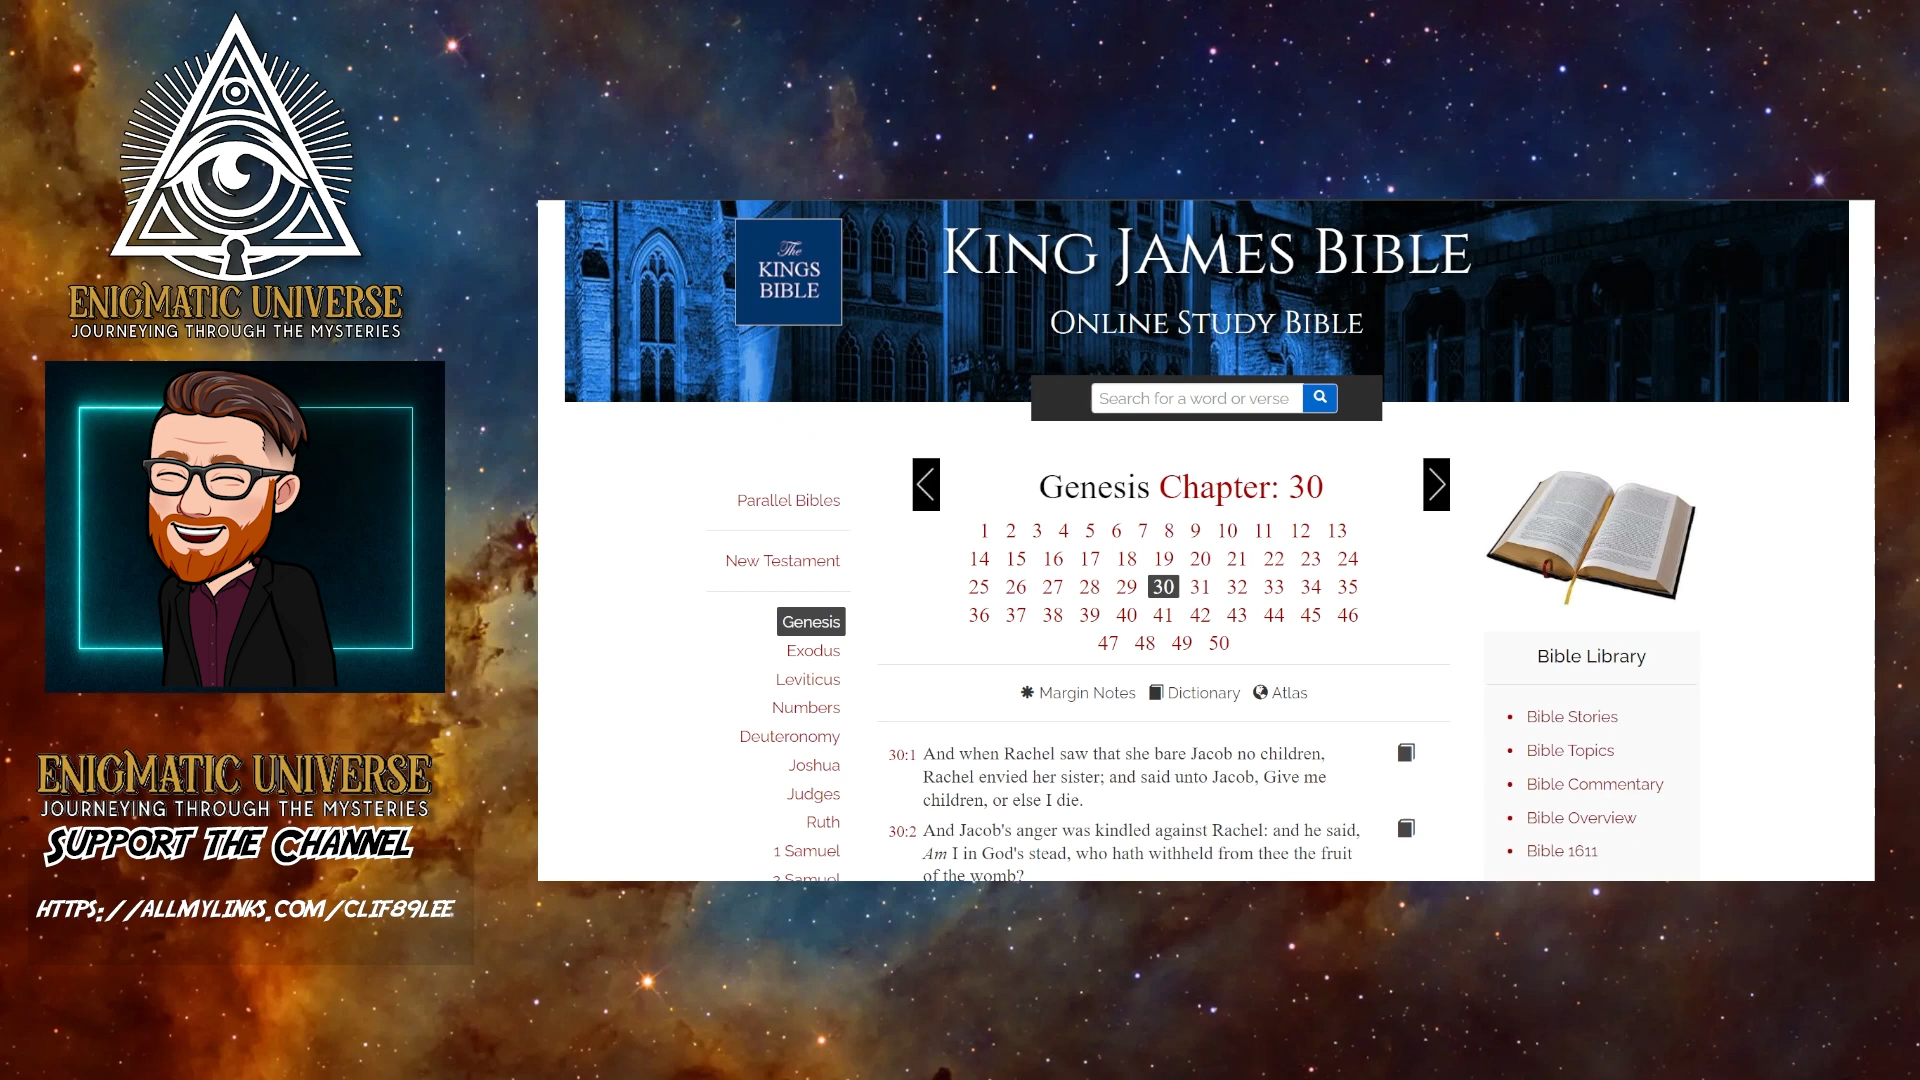 ENIGMATIC UNIVERSE
JOURNEYING THROUGH THE MYSTERIES
ENIGMATIC UNIVERSE
JOURNEYING THROUGH THE MYSTERIES
SUPPORT THE CHANNEL
HTTPS://ALLMYLINKS.COM/CLIF89LEE
The
KINGS
BIBLE
KING JAMES BIBLE
ONLINE STUDY BIBLE
Search for a word or verse
Parallel Bibles
New Testament
Genesis
Exodus
Leviticus
Numbers
Deuteronomy
Joshua
Judges
Ruth
1 Samuel
2 Samuel
Genesis Chapter: 30
1 2 3 4 5 6 7 8 9 10 11 12 13
14 15 16 17 18 19 20 21 22 23 24
25 26 27 28 29 30 31 32 33 34 35
36 37 38 39 40 41 42 43 44 45 46
47 48 49 50
Margin Notes Dictionary Atlas
30:1 And when Rachel saw that she bare Jacob no children,
Rachel envied her sister; and said unto Jacob, Give me
children, or else I die.
30:2 And Jacob's anger was kindled against Rachel: and he said,
Am I in God's stead, who hath withheld from thee the fruit
of the womb?
Bible Library
Bible Stories
Bible Topics
Bible Commentary
Bible Overview
Bible 1611